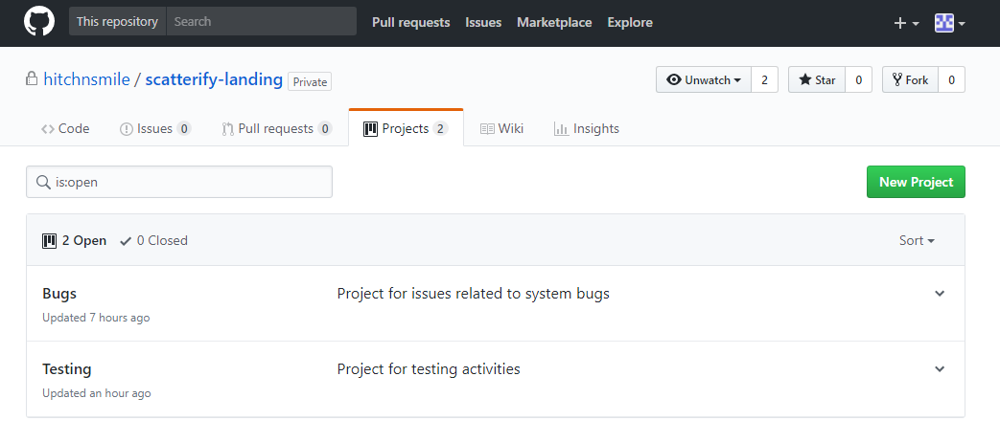 This repository Search Pull requests Issues Marketplace Explore
hitchnsmile / scatterify-landing Private Unwatch 2 Star 0 Fork 0
Code Issues 0 Pull requests 0 Projects 2 Wiki Insights
is:open New Project
2 Open 0 Closed Sort
Bugs Project for issues related to system bugs
Updated 7 hours ago
Testing Project for testing activities
Updated an hour ago